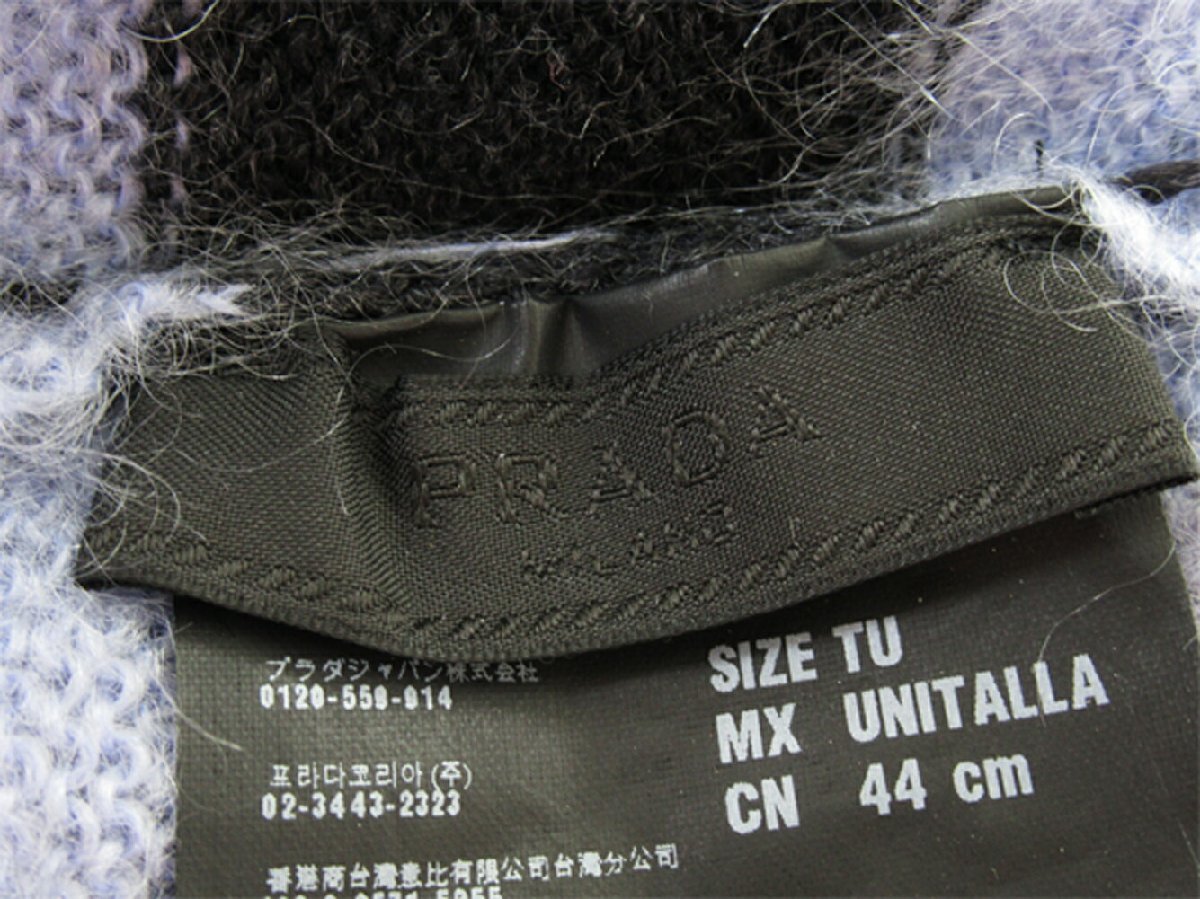 PRADA
プラダジャパン株式会社
0120-559-914
프라다코리아 (주)
02-3443-2323
香港商台灣意比有限公司台灣分公司
SIZE TU
MX UNITALLA
CN 44 cm